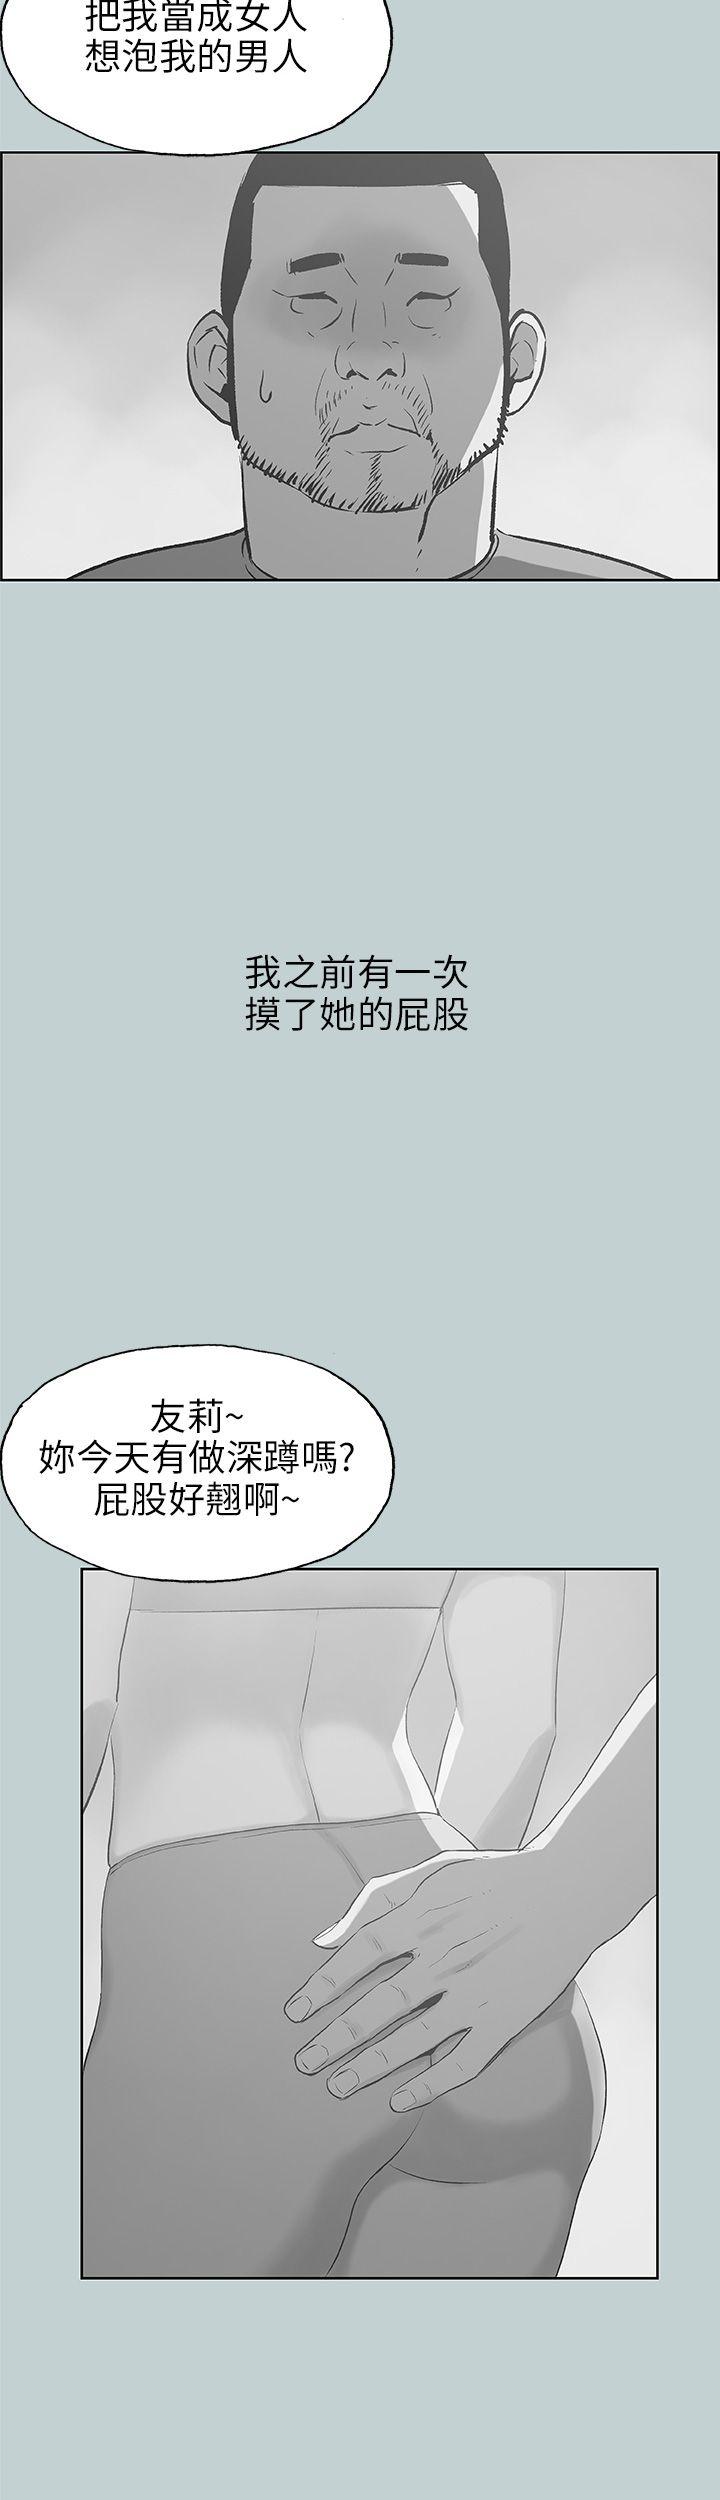 把我當成女人
想泡我的男人
我之前有一次
摸了她的屁股
友莉~
妳今天有做深蹲嗎?
屁股好翹啊~